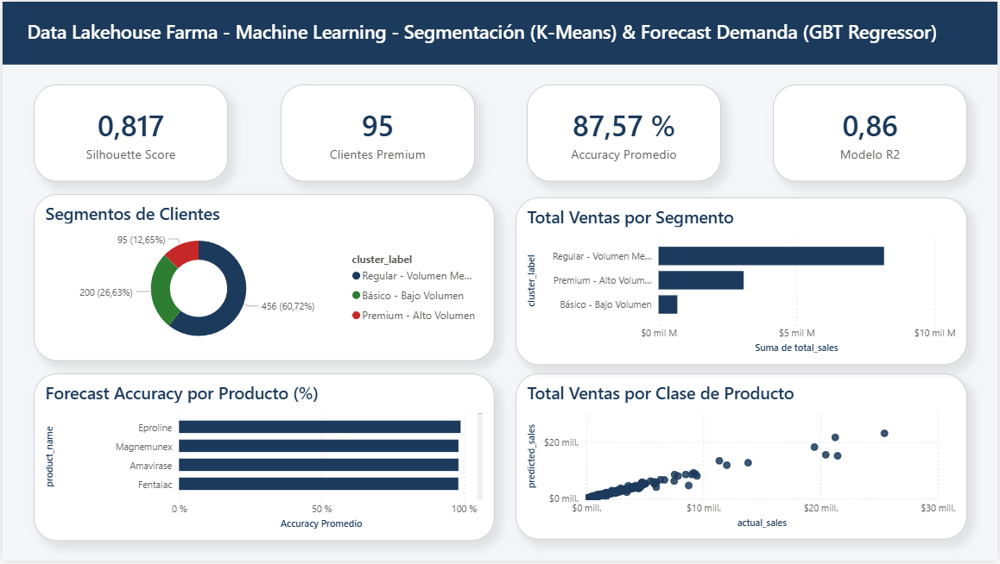 Data Lakehouse Farma - Machine Learning - Segmentación (K-Means) & Forecast Demanda (GBT Regressor)
0,817
Silhouette Score
95
Clientes Premium
87,57 %
Accuracy Promedio
0,86
Modelo R2
Segmentos de Clientes
95 (12,65%)
200 (26,63%)
456 (60,72%)
cluster_label
Regular - Volumen Me...
Básico - Bajo Volumen
Premium - Alto Volumen
Total Ventas por Segmento
cluster_label
Regular - Volumen Me...
Premium - Alto Volum...
Básico - Bajo Volumen
$0 mil M
$5 mil M
$10 mil M
Suma de total_sales
Forecast Accuracy por Producto (%)
product_name
Eproline
Magnemunex
Amavirase
Fentalac
0 %
50 %
100 %
Accuracy Promedio
Total Ventas por Clase de Producto
predicted_sales
$20 mill.
$0 mill.
$0 mill.
$10 mill.
$20 mill.
$30 mill.
actual_sales